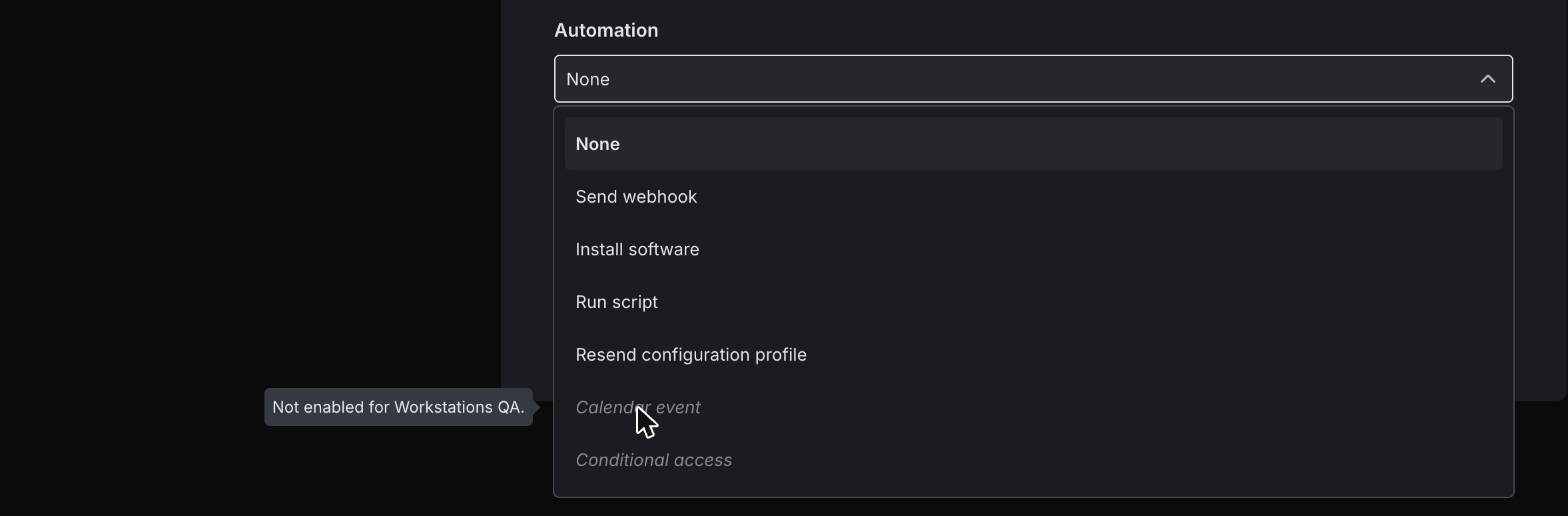 Automation
None
None
Send webhook
Install software
Run script
Resend configuration profile
Not enabled for Workstations QA.
Calendar event
Conditional access